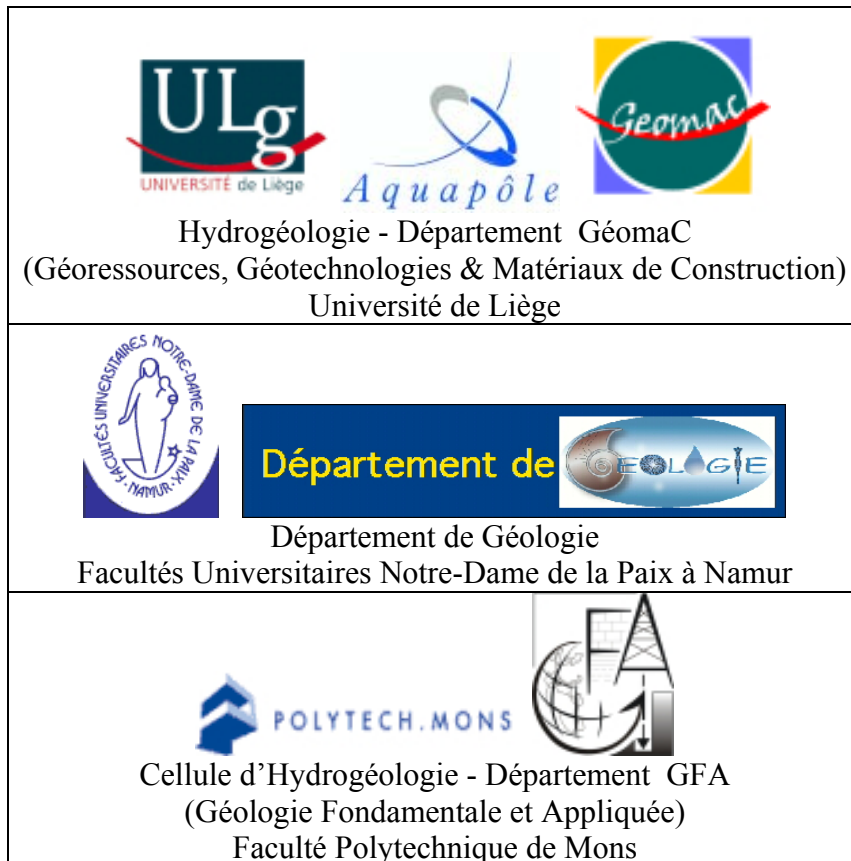 ULg
UNIVERSITÉ de Liège
Aquapôle
Geomac
Hydrogéologie - Département GéomaC
(Géoressources, Géotechnologies & Matériaux de Construction)
Université de Liège
FACULTÉS UNIVERSITAIRES NOTRE-DAME DE LA PAIX · NAMUR ·
Département de GEOLOGIE
Département de Géologie
Facultés Universitaires Notre-Dame de la Paix à Namur
GFA
POLYTECH.MONS
Cellule d’Hydrogéologie - Département GFA
(Géologie Fondamentale et Appliquée)
Faculté Polytechnique de Mons